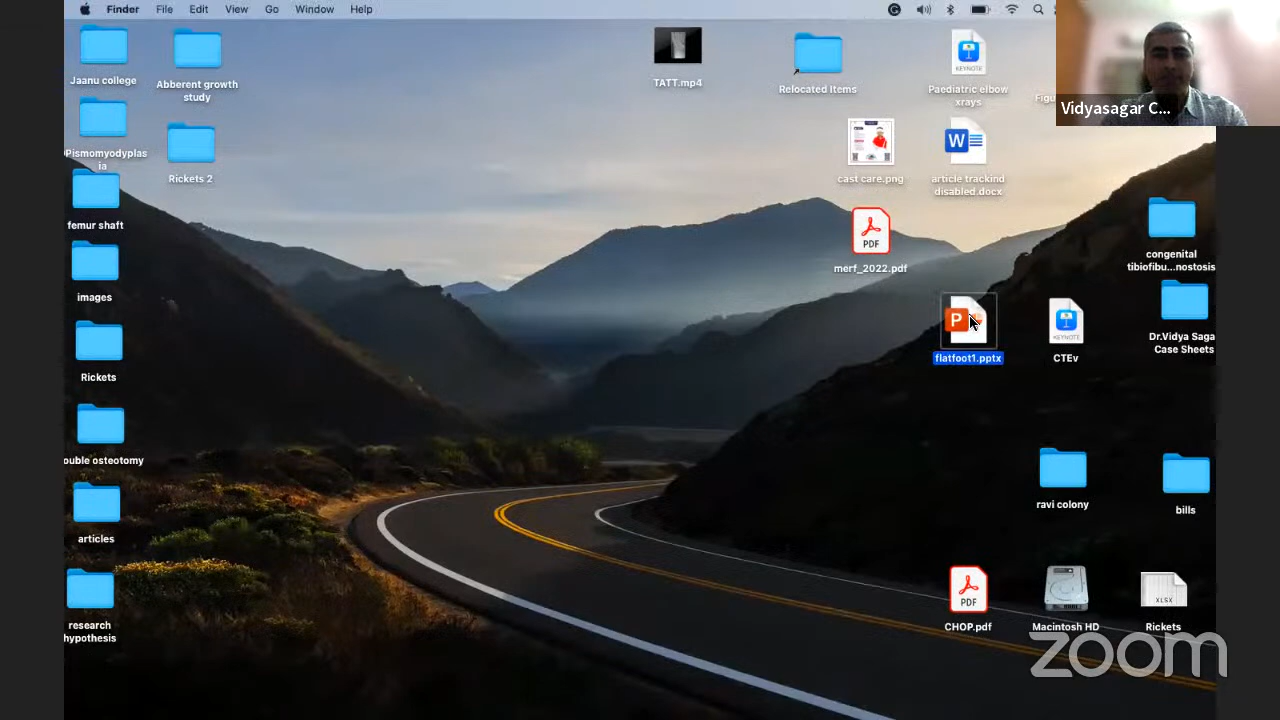 Finder File Edit View Go Window Help
Jaanu college
Abberent growth
study
TATT.mp4
Relocated Items
KEYNOTE
Paediatric elbow
xrays
Vidyasagar C...
Pismomyodyplas
ia
Rickets 2
cast care.png
W
article trackind
disabled.docx
femur shaft
PDF
merf_2022.pdf
congenital
tibiofibu...nostosis
images
P
flatfoot1.pptx
KEYNOTE
CTEv
Dr.Vidya Saga
Case Sheets
Rickets
ouble osteotomy
ravi colony
bills
articles
PDF
CHOP.pdf
Macintosh HD
XLSX
Rickets
research
hypothesis
zoom